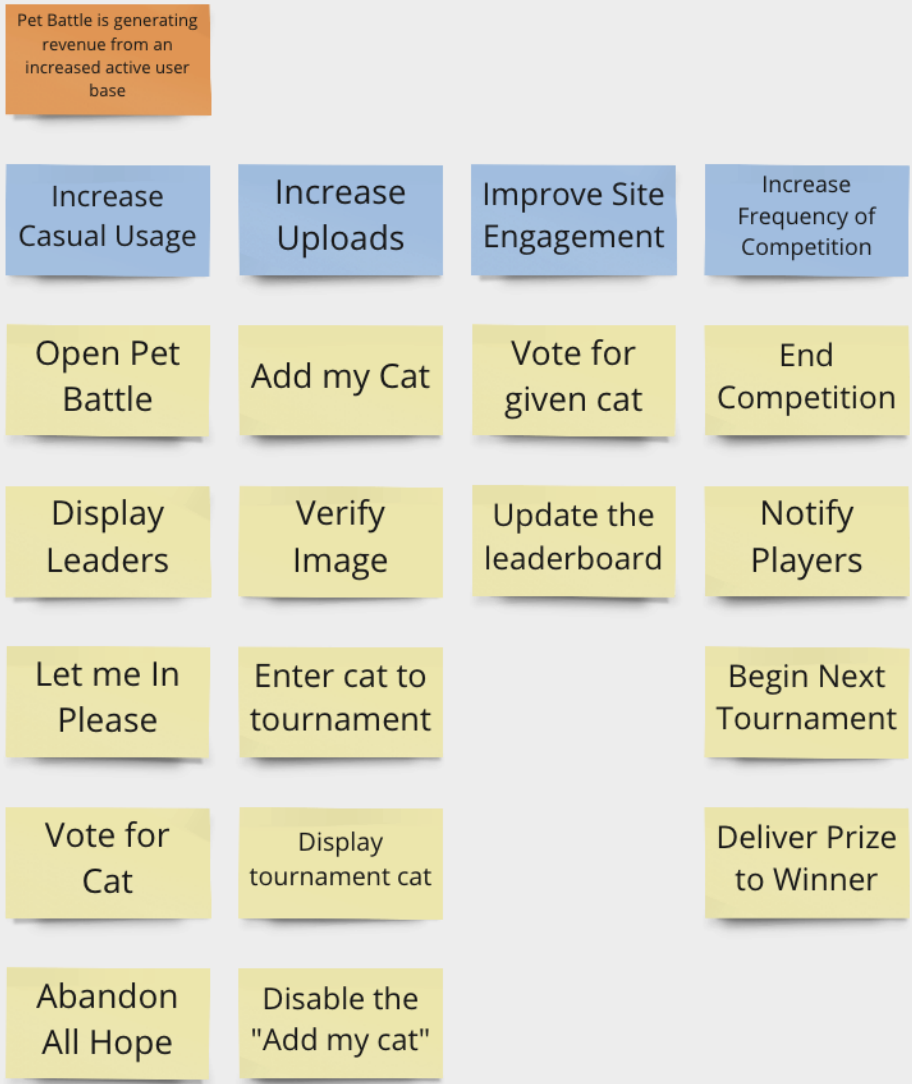 Pet Battle is generating
revenue from an
increased active user
base
Increase
Casual Usage
Increase
Uploads
Improve Site
Engagement
Increase
Frequency of
Competition
Open Pet
Battle
Add my Cat
Vote for
given cat
End
Competition
Display
Leaders
Verify
Image
Update the
leaderboard
Notify
Players
Let me In
Please
Enter cat to
tournament
Begin Next
Tournament
Vote for
Cat
Display
tournament cat
Deliver Prize
to Winner
Abandon
All Hope
Disable the
"Add my cat"